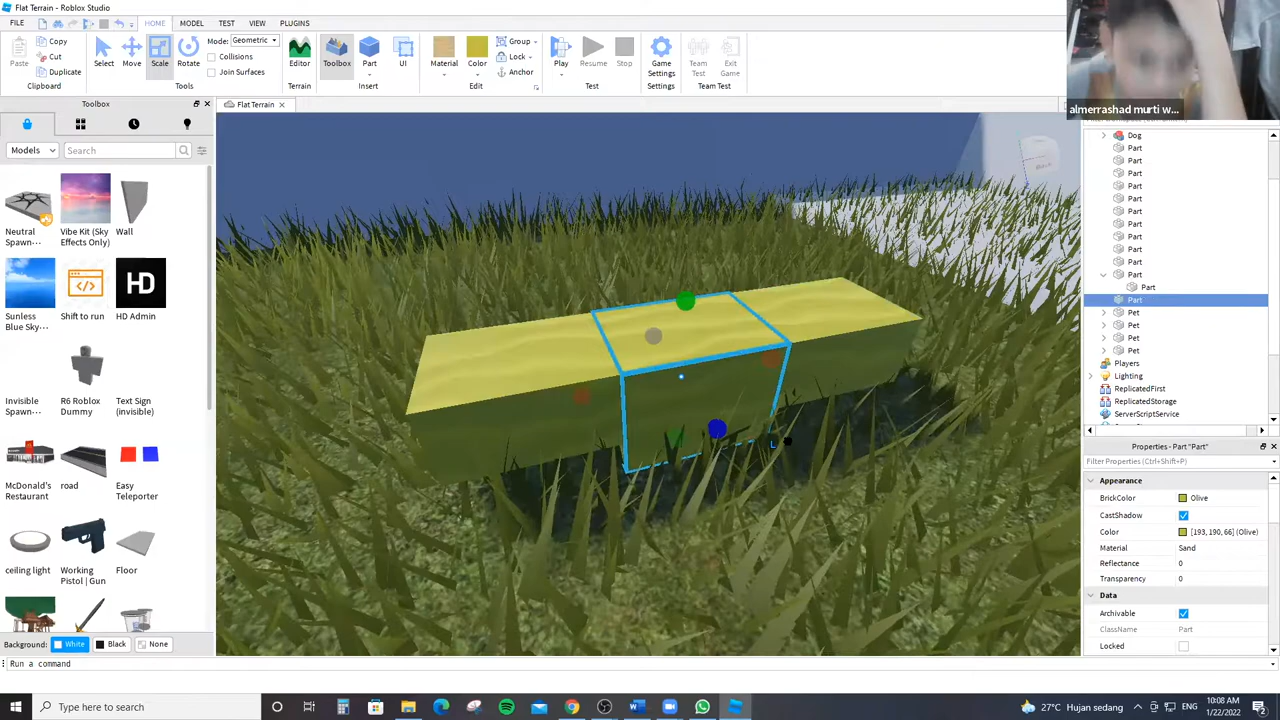 Flat Terrain - Roblox Studio
FILE
HOME MODEL TEST VIEW PLUGINS
Paste
Copy
Cut
Duplicate
Clipboard
Select Move Scale Rotate
Mode: Geometric
Collisions
Join Surfaces
Tools
Editor
Terrain
Toolbox Part UI
Insert
Material Color
Group
Lock
Anchor
Edit
Play Resume Stop
Test
Game
Settings
Settings
Team
Test
Exit
Game
Team Test
almerrashad murti w...
Toolbox
Models
Search
Neutral
Spawn···
Vibe Kit (Sky
Effects Only)
Wall
Sunless
Blue Sky···
Shift to run
HD
HD Admin
Invisible
Spawn···
R6 Roblox
Dummy
Text Sign
(invisible)
McDonald's
Restaurant
road
Easy
Teleporter
ceiling light
Working
Pistol | Gun
Floor
Background: White Black None
Run a command
Flat Terrain
L
Dog
Part
Part
Part
Part
Part
Part
Part
Part
Part
Part
Part
Part
Part
Pet
Pet
Pet
Pet
Players
Lighting
ReplicatedFirst
ReplicatedStorage
ServerScriptService
Properties - Part "Part"
Filter Properties (Ctrl+Shift+P)
Appearance
BrickColor Olive
CastShadow
Color [193, 190, 66] (Olive)
Material Sand
Reflectance 0
Transparency 0
Data
Archivable
ClassName Part
Locked
Type here to search
27°C Hujan sedang
ENG
10:08 AM
1/22/2022
2